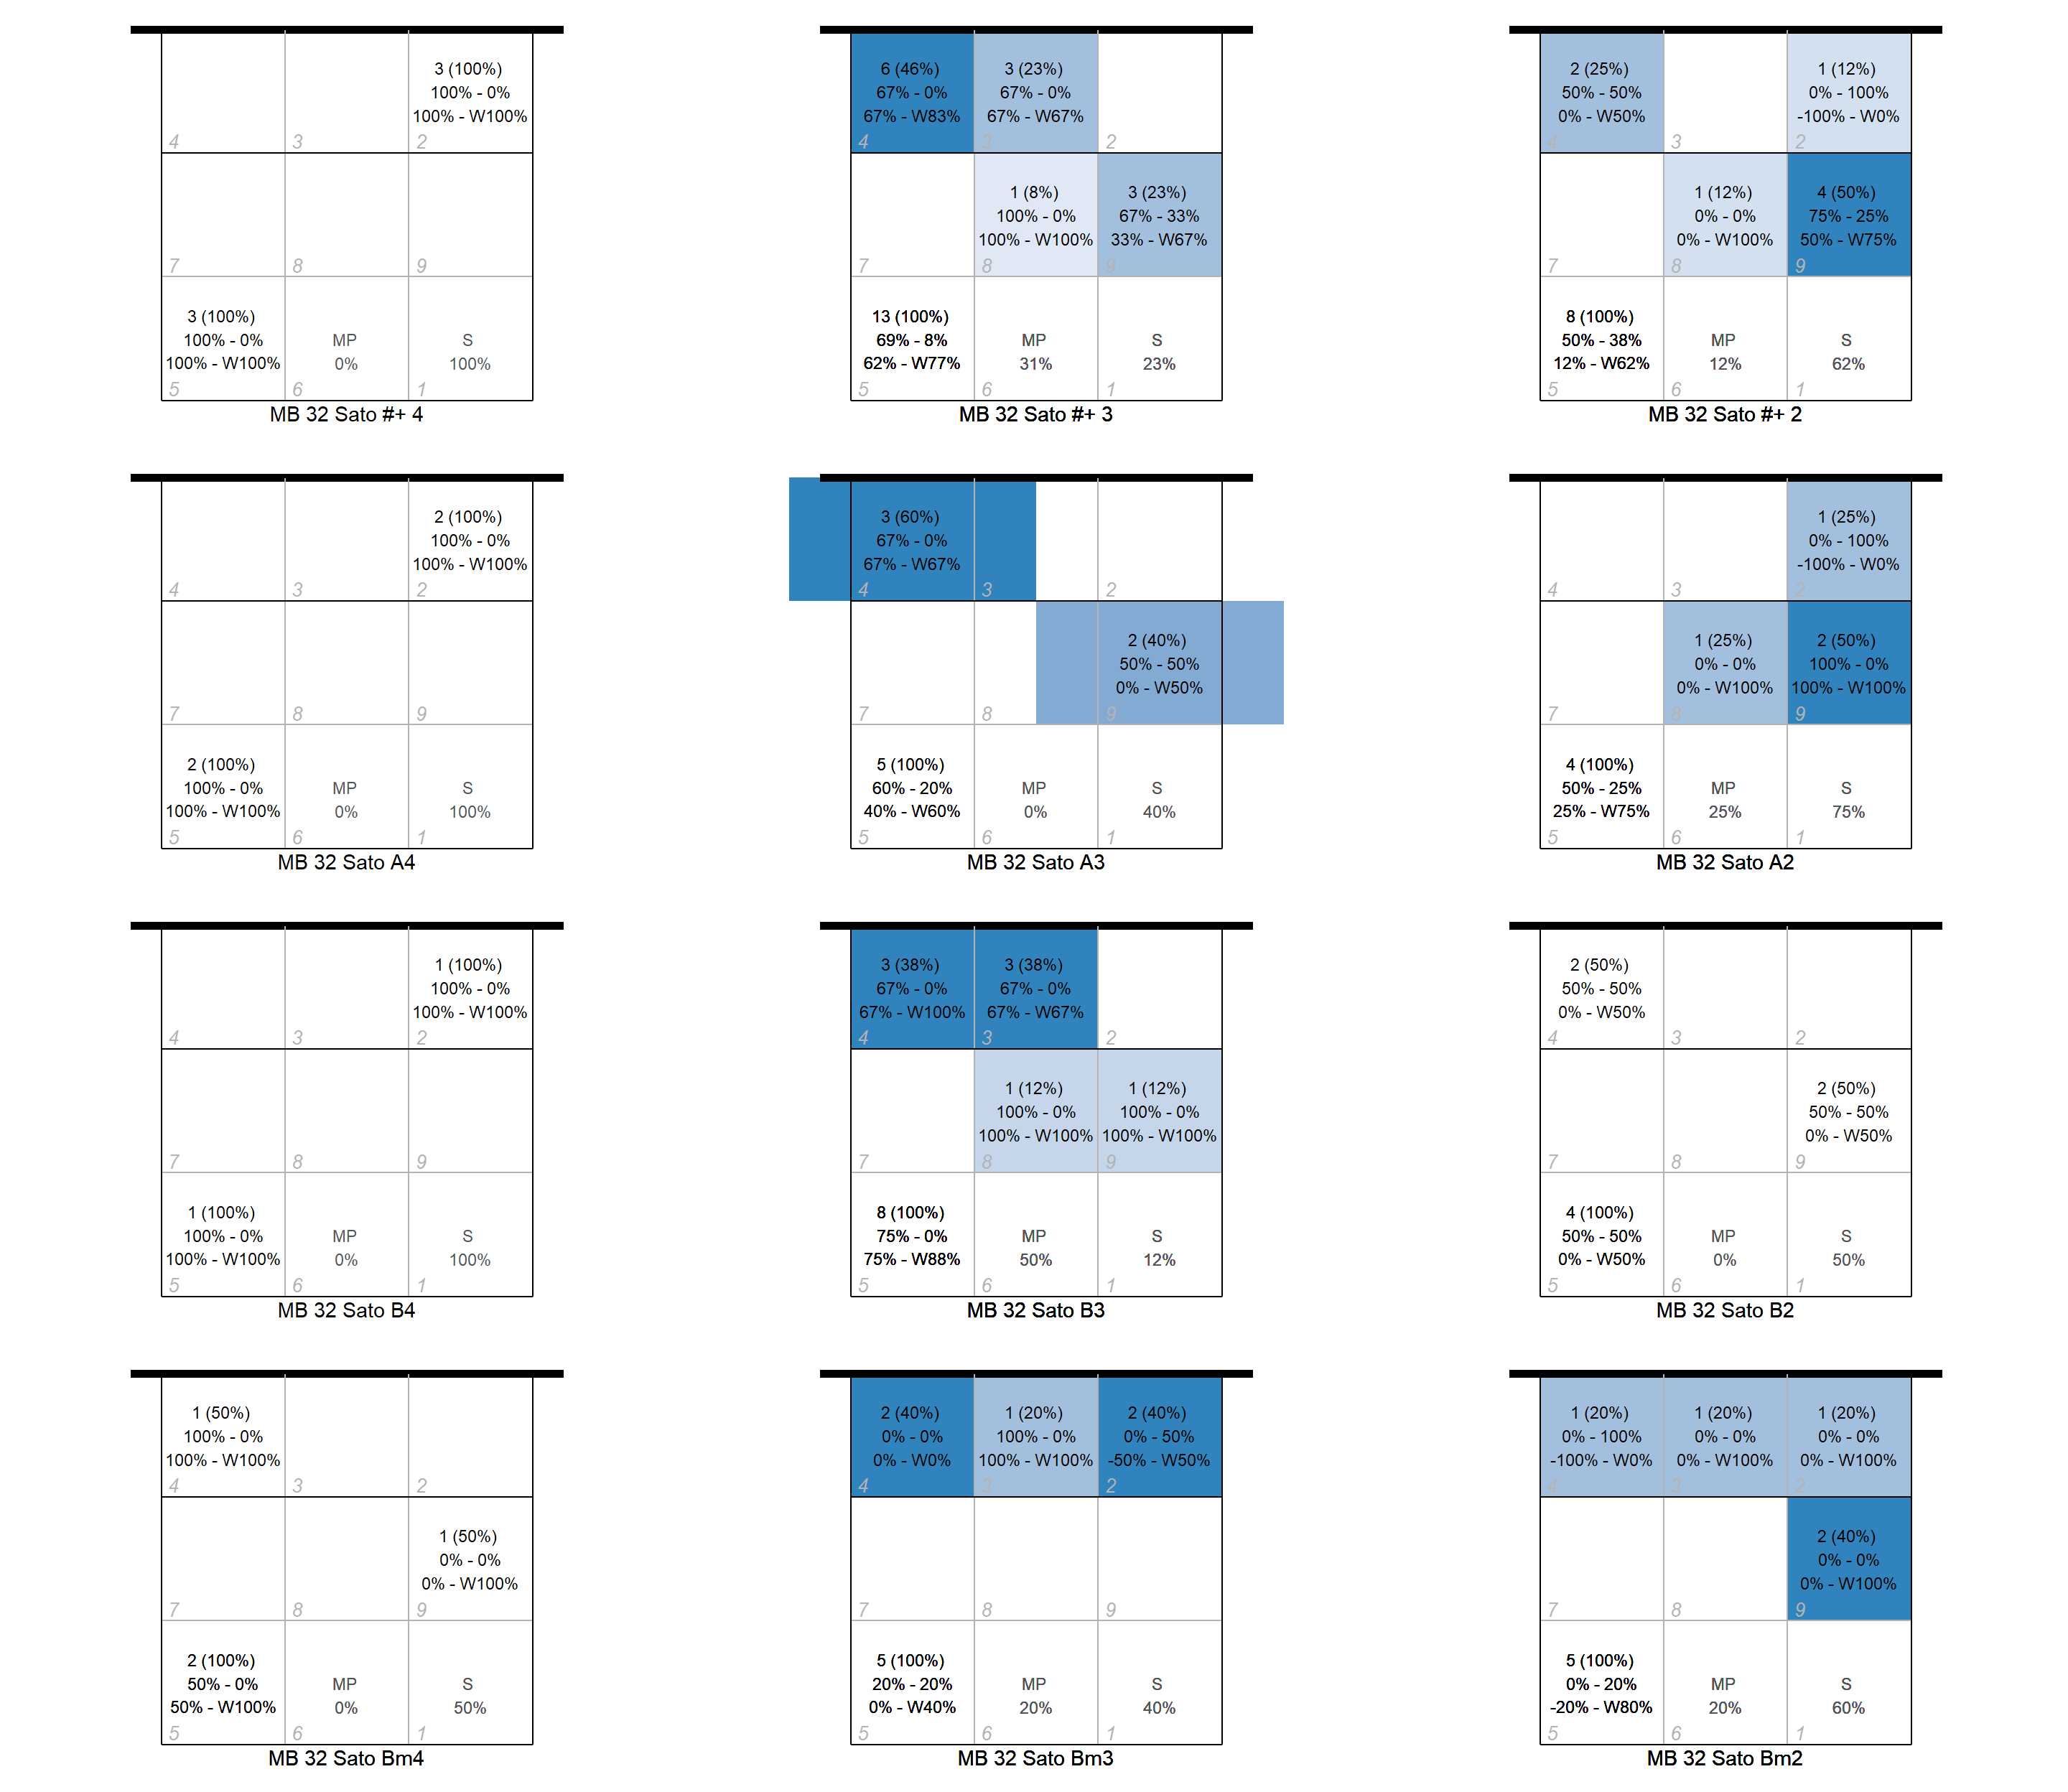 3 (100%)
100% - 0%
100% - W100%
4
3
2
7
8
9
3 (100%)
100% - 0%
100% - W100%
MP
0%
S
100%
5
6
1
MB 32 Sato #+ 4
6 (46%)
67% - 0%
67% - W83%
3 (23%)
67% - 0%
67% - W67%
4
3
2
1 (8%)
100% - 0%
100% - W100%
3 (23%)
67% - 33%
33% - W67%
7
8
9
13 (100%)
69% - 8%
62% - W77%
MP
31%
S
23%
5
6
1
MB 32 Sato #+ 3
2 (25%)
50% - 50%
0% - W50%
1 (12%)
0% - 100%
-100% - W0%
4
3
2
1 (12%)
0% - 0%
0% - W100%
4 (50%)
75% - 25%
50% - W75%
7
8
9
8 (100%)
50% - 38%
12% - W62%
MP
12%
S
62%
5
6
1
MB 32 Sato #+ 2
2 (100%)
100% - 0%
100% - W100%
4
3
2
7
8
9
2 (100%)
100% - 0%
100% - W100%
MP
0%
S
100%
5
6
1
MB 32 Sato A4
3 (60%)
67% - 0%
67% - W67%
4
3
2
2 (40%)
50% - 50%
0% - W50%
7
8
9
5 (100%)
60% - 20%
40% - W60%
MP
0%
S
40%
5
6
1
MB 32 Sato A3
1 (25%)
0% - 100%
-100% - W0%
4
3
2
1 (25%)
0% - 0%
0% - W100%
2 (50%)
100% - 0%
100% - W100%
7
8
9
4 (100%)
50% - 25%
25% - W75%
MP
25%
S
75%
5
6
1
MB 32 Sato A2
1 (100%)
100% - 0%
100% - W100%
4
3
2
7
8
9
1 (100%)
100% - 0%
100% - W100%
MP
0%
S
100%
5
6
1
MB 32 Sato B4
3 (38%)
67% - 0%
67% - W100%
3 (38%)
67% - 0%
67% - W67%
4
3
2
1 (12%)
100% - 0%
100% - W100%
1 (12%)
100% - 0%
100% - W100%
7
8
9
8 (100%)
75% - 0%
75% - W88%
MP
50%
S
12%
5
6
1
MB 32 Sato B3
2 (50%)
50% - 50%
0% - W50%
4
3
2
2 (50%)
50% - 50%
0% - W50%
7
8
9
4 (100%)
50% - 50%
0% - W50%
MP
0%
S
50%
5
6
1
MB 32 Sato B2
1 (50%)
100% - 0%
100% - W100%
4
3
2
1 (50%)
0% - 0%
0% - W100%
7
8
9
2 (100%)
50% - 0%
50% - W100%
MP
0%
S
50%
5
6
1
MB 32 Sato Bm4
2 (40%)
0% - 0%
0% - W0%
1 (20%)
100% - 0%
100% - W100%
2 (40%)
0% - 50%
-50% - W50%
4
3
2
7
8
9
5 (100%)
20% - 20%
0% - W40%
MP
20%
S
40%
5
6
1
MB 32 Sato Bm3
1 (20%)
0% - 100%
-100% - W0%
1 (20%)
0% - 0%
0% - W100%
1 (20%)
0% - 0%
0% - W100%
4
3
2
2 (40%)
0% - 0%
0% - W100%
7
8
9
5 (100%)
0% - 20%
-20% - W80%
MP
20%
S
60%
5
6
1
MB 32 Sato Bm2